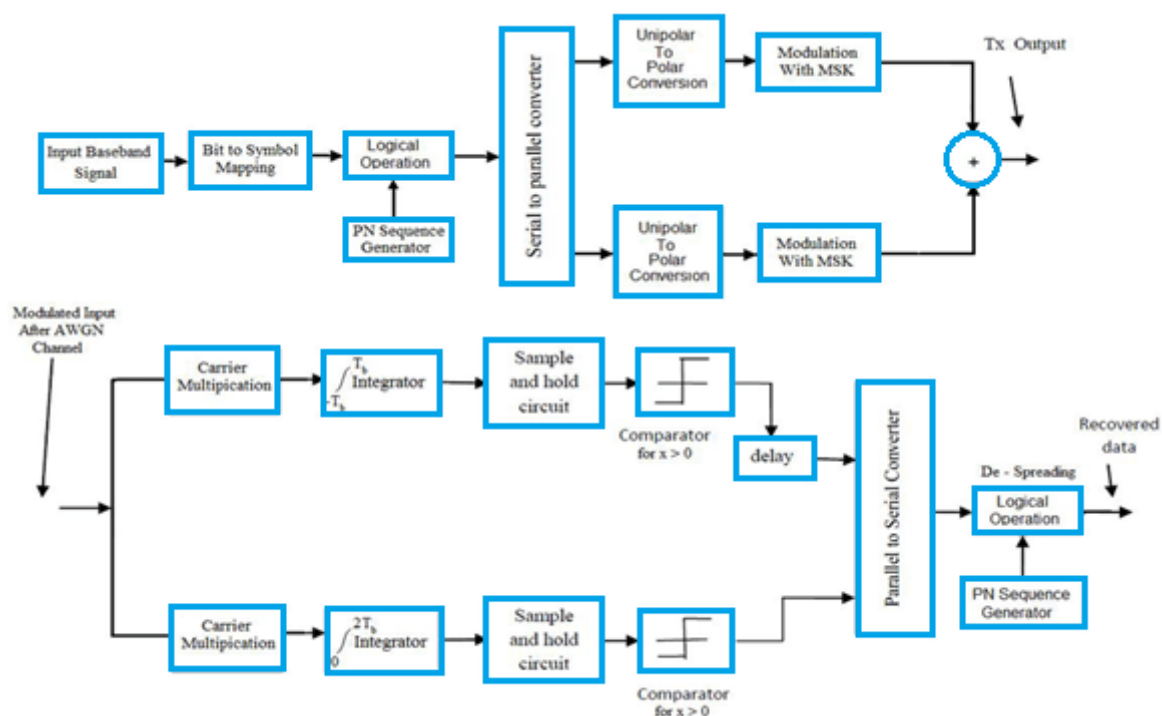 Tx Output
Unipolar
To
Polar
Conversion
Modulation
With MSK
Input Baseband
Signal
Bit to Symbol
Mapping
Logical
Operation
PN Sequence
Generator
Serial to parallel converter
+
Unipolar
To
Polar
Conversion
Modulation
With MSK
Modulated Input
After AWGN
Channel
Carrier
Multipication
Tb
∫ Integrator
-Tb
Sample
and hold
circuit
Comparator
for x > 0
delay
Parallel to Serial Converter
Recovered
data
De - Spreading
Logical
Operation
PN Sequence
Generator
Carrier
Multipication
2Tb
∫ Integrator
0
Sample
and hold
circuit
Comparator
for x > 0